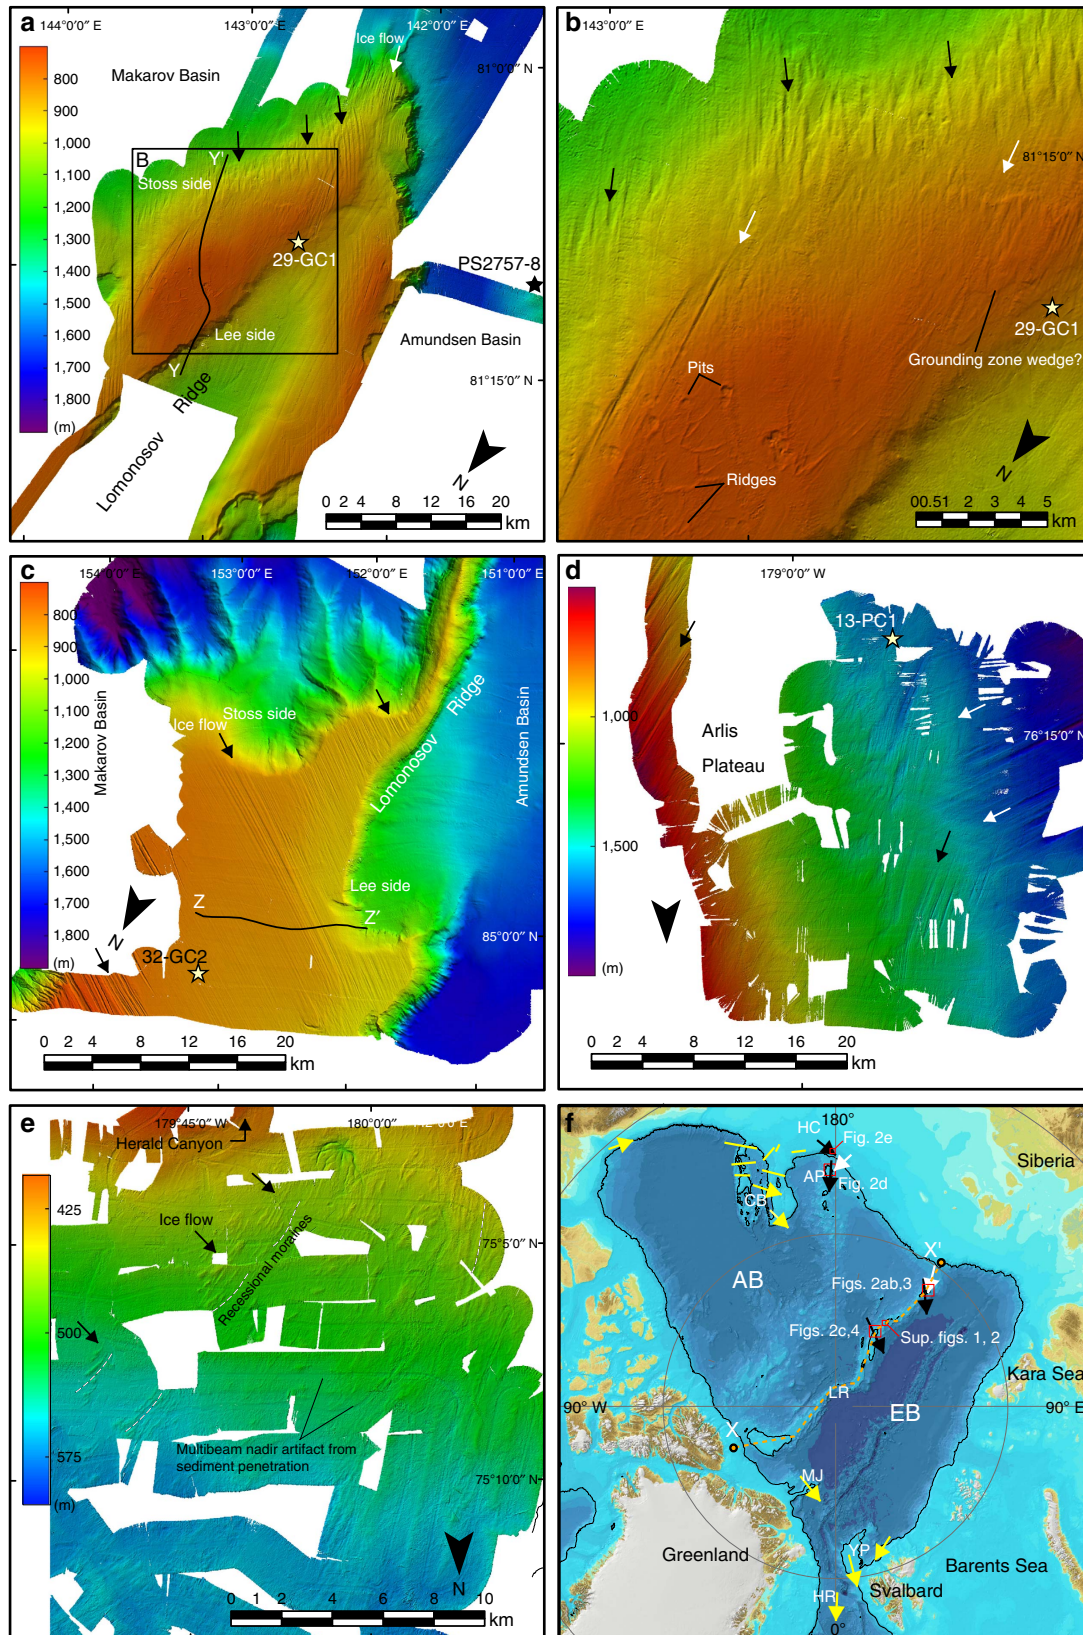 a
144°0′0″ E
143°0′0″ E
142°0′0″ E
Ice flow
Makarov Basin
81°0′0″ N
800
900
1,000
1,100
1,200
1,300
1,400
1,500
1,600
1,700
1,800
(m)
B
Y'
Stoss side
29-GC1
PS2757-8
Lee side
Amundsen Basin
Y
81°15′0″ N
Lomonosov Ridge
N
0 2 4 8 12 16 20
km
b
143°0′0″ E
81°15′0″ N
29-GC1
Grounding zone wedge?
Pits
Ridges
N
00.51 2 3 4 5
km
c
154°0′0″ E
153°0′0″ E
152°0′0″ E
151°0′0″ E
800
900
1,000
1,100
1,200
1,300
1,400
1,500
1,600
1,700
1,800
(m)
Makarov Basin
Stoss side
Ice flow
Lomonosov Ridge
Amundsen Basin
Lee side
Z
Z'
85°0′0″ N
N
32-GC2
0 4 8 12 16 20
km
d
179°0′0″ W
13-PC1
1,000
Arlis
Plateau
76°15′0″ N
1,500
(m)
0 4 8 12 16 20
km
e
179°45′0″ W
180°0′0″
Herald Canyon
425
Ice flow
Recessional moraines
75°5′0″ N
500
Multibeam nadir artifact from
sediment penetration
575
(m)
75°10′0″ N
N
0 2 4 6 8 10
km
f
180°
HC
Fig. 2e
Siberia
AP
Fig. 2d
CB
X'
AB
Figs. 2ab,3
Figs. 2c,4
Sup. figs. 1, 2
Kara Sea
LR
90° W
EB
90° E
X
MJ
Greenland
YP
Barents Sea
Svalbard
HR
0°